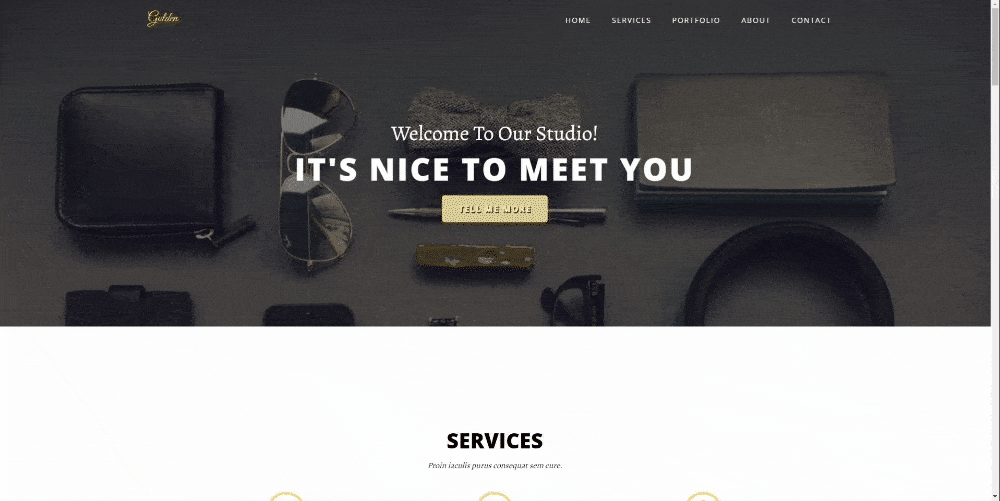 Golden
HOME SERVICES PORTFOLIO ABOUT CONTACT
Welcome To Our Studio!
IT'S NICE TO MEET YOU
TELL ME MORE
SERVICES
Proin iaculis purus consequat sem cure.